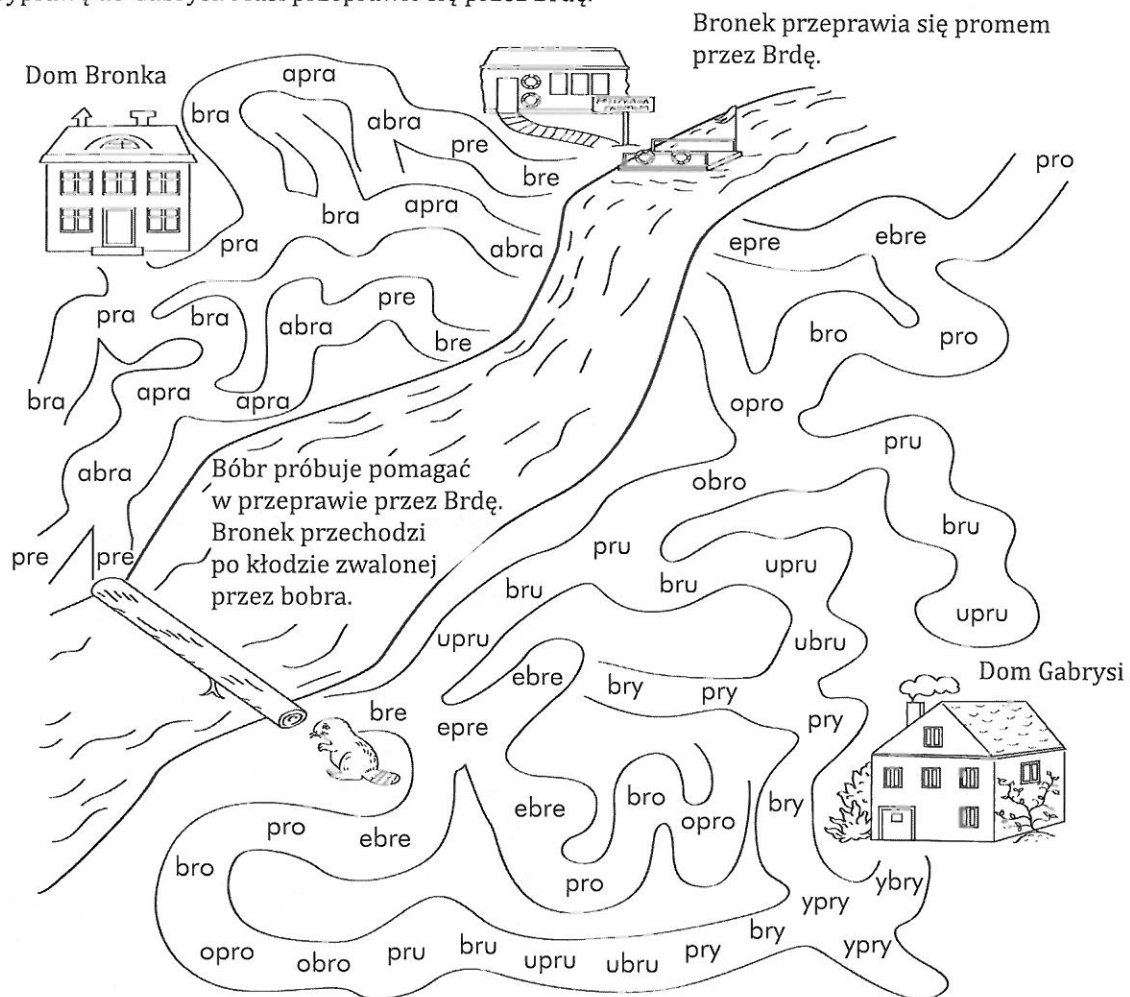 Bronek przeprawia się promem
przez Brdę.
Dom Bronka
apra
bra
abra
pre
bre
bra
apra
pra
abra
pro
epre
ebre
pra
bra
abra
pre
bre
bro
pro
bra
apra
apra
opro
pru
abra
obro
bru
Bóbr próbuje pomagać
w przeprawie przez Brdę.
Bronek przechodzi
po kłodzie zwalonej
przez bobra.
pre
pre
pru
upru
bru
bru
upru
upru
ubru
Dom Gabrysi
ebre
bry
pry
bre
epre
pry
ebre
bro
opro
bry
pro
ebre
bro
pro
ybry
ypry
opro
obro
pru
bru
upru
ubru
pry
bry
ypry